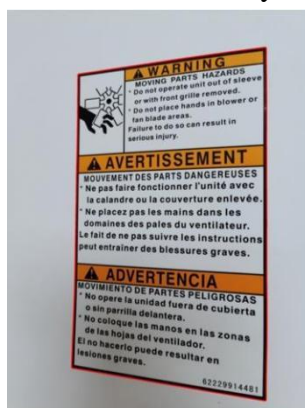 WARNING
MOVING PARTS HAZARDS
• Do not operate unit out of sleeve
or with front grille removed.
• Do not place hands in blower or
fan blade areas.
Failure to do so can result in
serious injury.
AVERTISSEMENT
MOUVEMENT DES PARTS DANGEREUSES
• Ne pas faire fonctionner l'unité avec
la calandre ou la couverture enlevée.
• Ne placez pas les mains dans les
domaines des pales du ventilateur.
Le fait de ne pas suivre les instructions
peut entraîner des blessures graves.
ADVERTENCIA
MOVIMIENTO DE PARTES PELIGROSAS
• No opere la unidad fuera de cubierta
o sin parrilla delantera.
• No coloque las manos en las zonas
de las hojas del ventilador.
El no hacerlo puede resultar en
lesiones graves.
62229914481